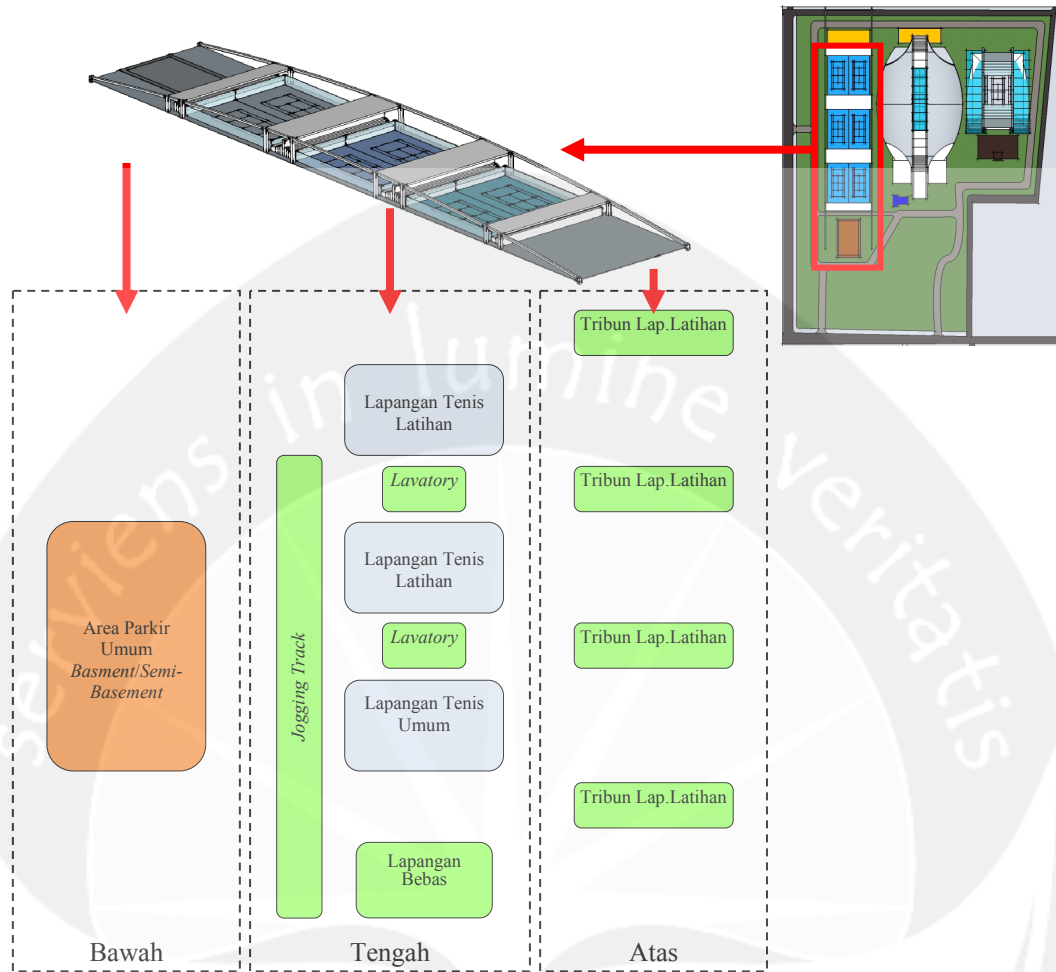 Tribun Lap.Latihan
Lapangan Tenis
Latihan
Lavatory
Tribun Lap.Latihan
Lapangan Tenis
Latihan
Area Parkir
Umum
Basment/Semi-
Basement
Jogging Track
Lavatory
Tribun Lap.Latihan
Lapangan Tenis
Umum
Tribun Lap.Latihan
Lapangan
Bebas
Bawah
Tengah
Atas
serviens in lumine veritatis